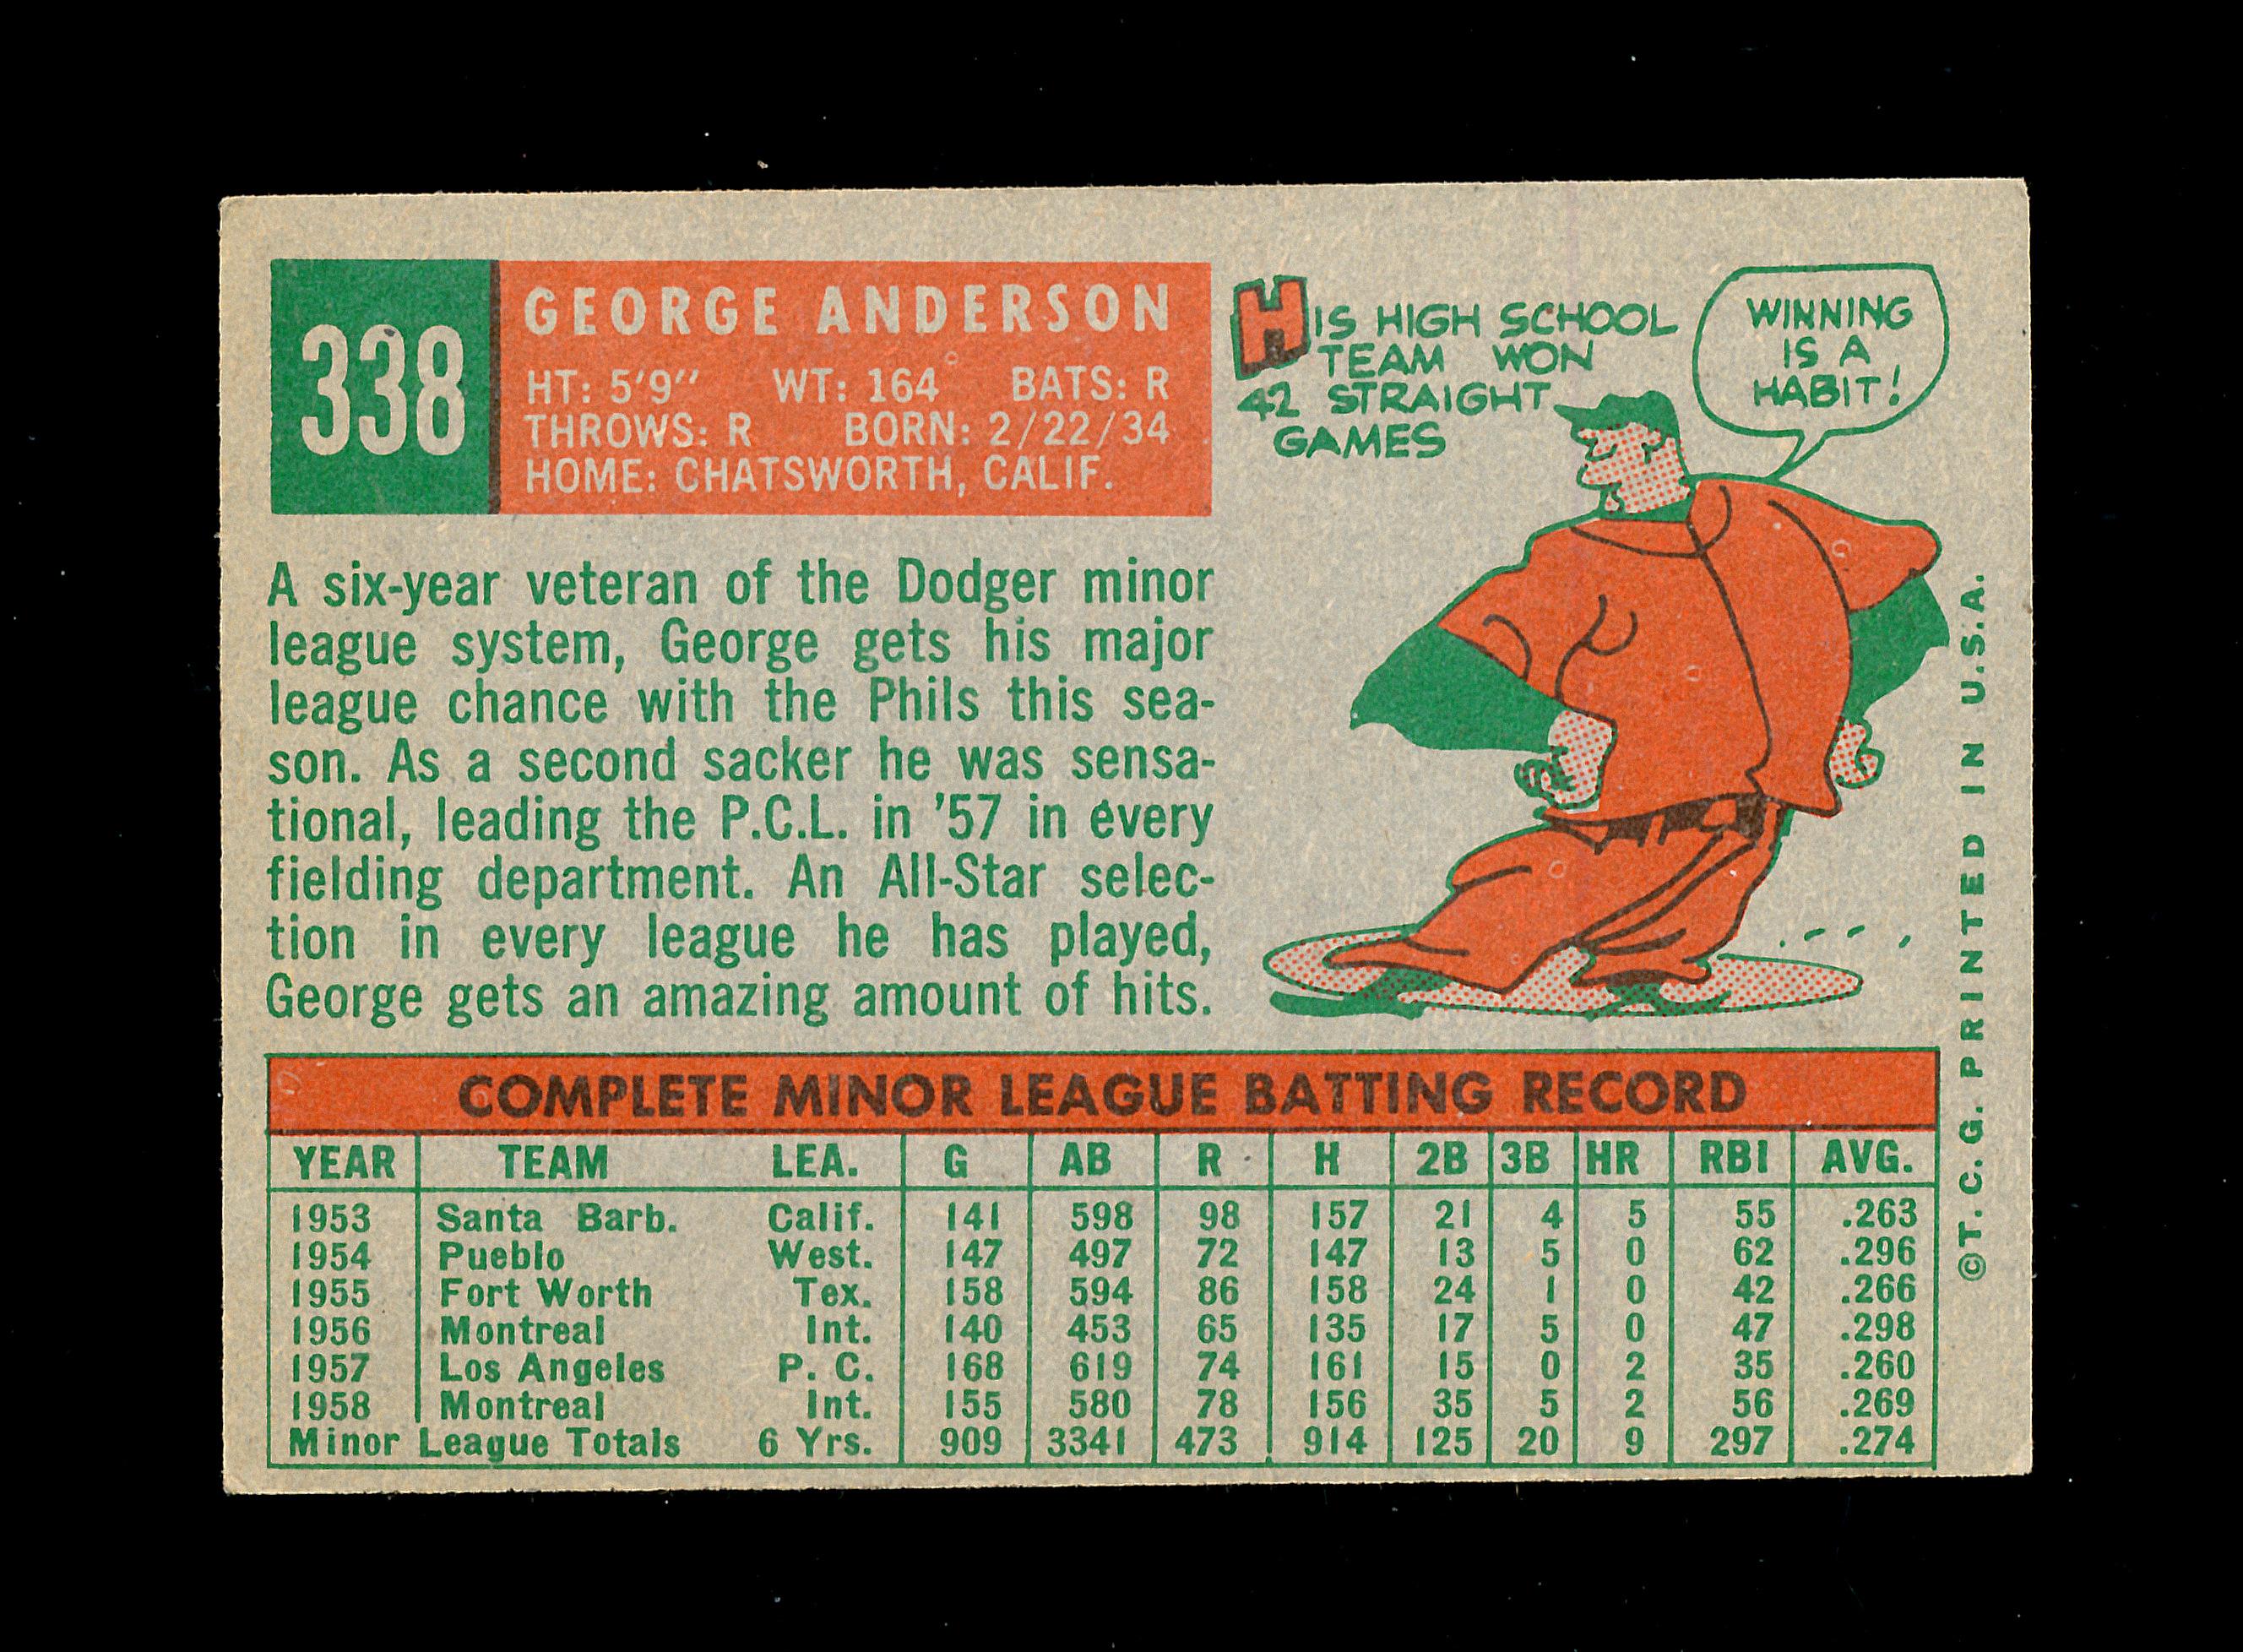 338
GEORGE ANDERSON
HT: 5'9" WT: 164 BATS: R
THROWS: R BORN: 2/22/34
HOME: CHATSWORTH, CALIF.
HIS HIGH SCHOOL
TEAM WON
42 STRAIGHT
GAMES
WINNING
IS A
HABIT!
A six-year veteran of the Dodger minor
league system, George gets his major
league chance with the Phils this sea-
son. As a second sacker he was sensa-
tional, leading the P.C.L. in '57 in every
fielding department. An All-Star selec-
tion in every league he has played,
George gets an amazing amount of hits.
COMPLETE MINOR LEAGUE BATTING RECORD
YEAR TEAM LEA. G AB R H 2B 3B HR RBI AVG.
1953 Santa Barb. Calif. 141 598 98 157 21 4 5 55 .263
1954 Pueblo West. 147 497 72 147 13 5 0 62 .296
1955 Fort Worth Tex. 158 594 86 158 24 1 0 42 .266
1956 Montreal Int. 140 453 65 135 17 5 0 47 .298
1957 Los Angeles P. C. 168 619 74 161 15 0 2 35 .260
1958 Montreal Int. 155 580 78 156 35 5 2 56 .269
Minor League Totals 6 Yrs. 909 3341 473 914 125 20 9 297 .274
©T. C. G. PRINTED IN U.S.A.